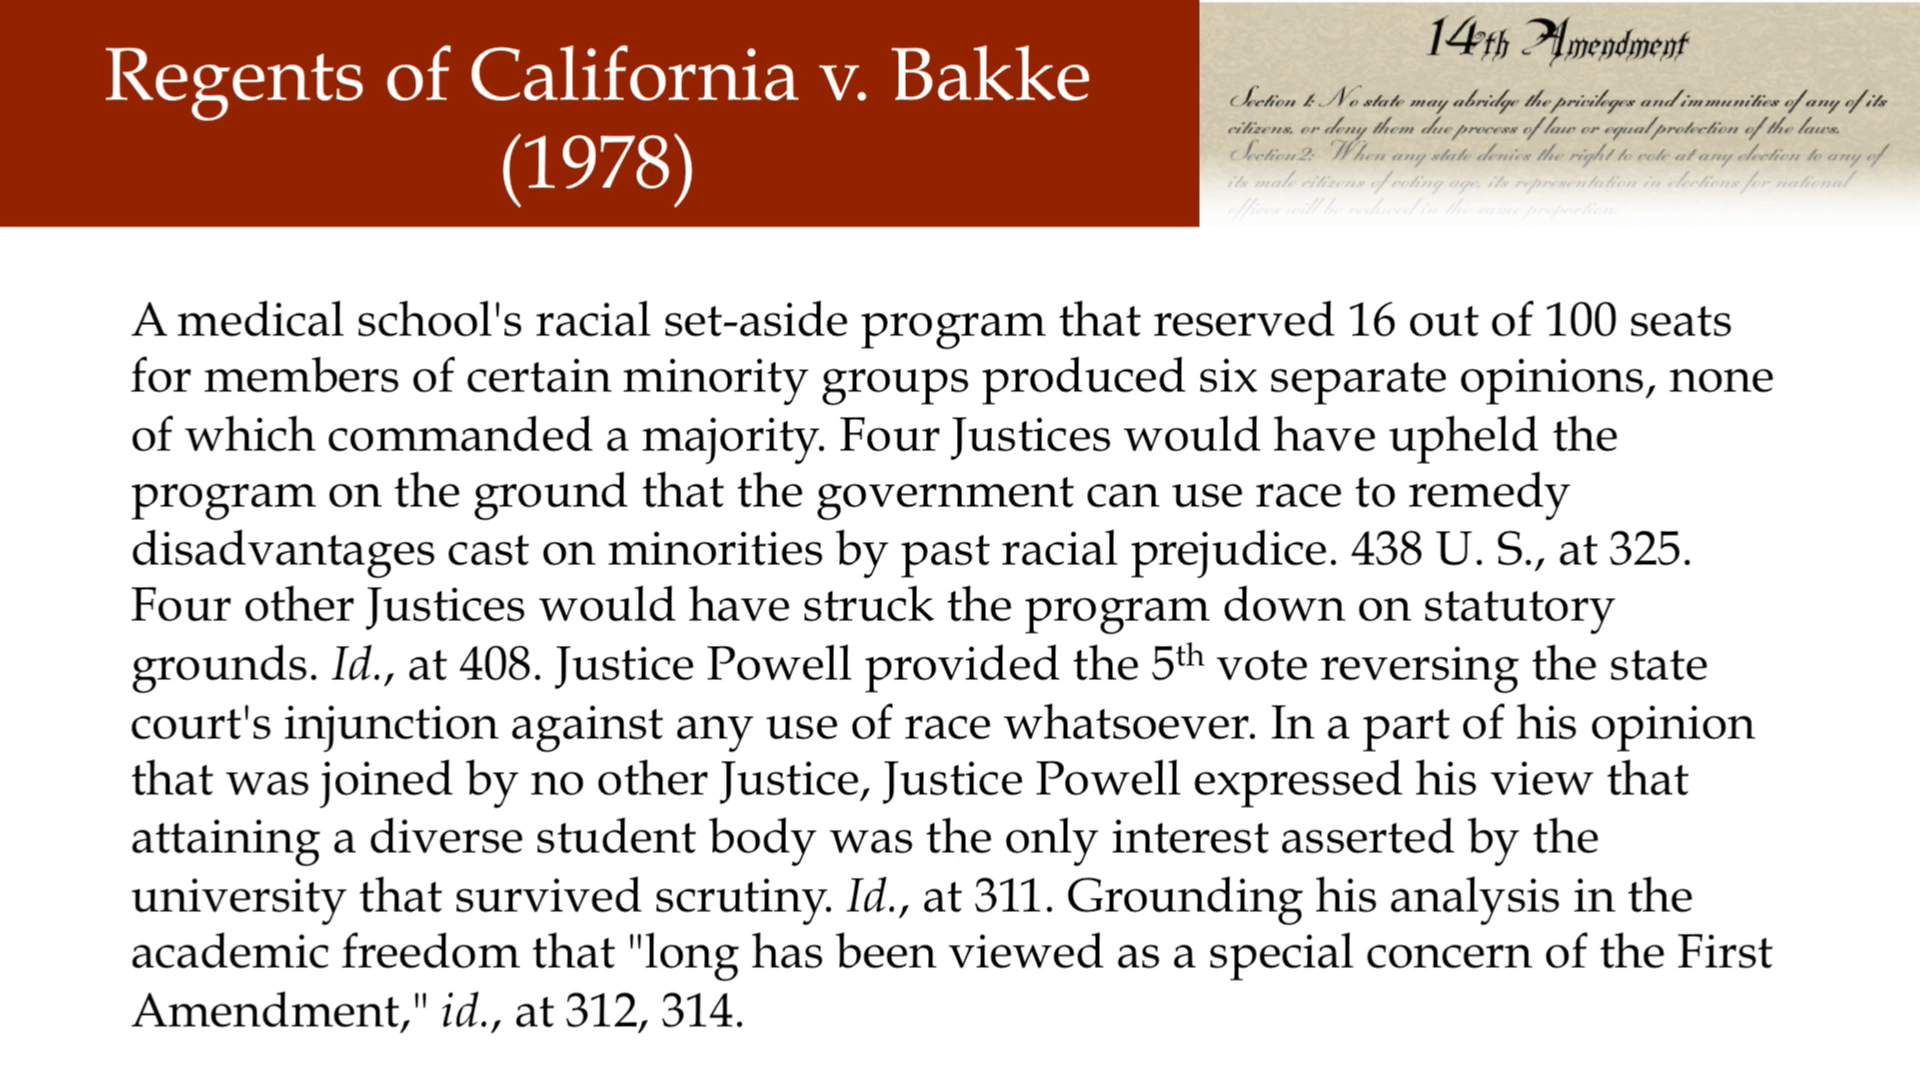 Regents of California v. Bakke
(1978)
14th Amendment
Section 1: No state may abridge the privileges and immunities of any of its
citizens, or deny them due process of law or equal protection of the laws.
Section 2: When any state denies the right to vote at any election to any of
its male citizens of voting age, its representation in elections for national
offices will be reduced in the same proportion.
A medical school's racial set-aside program that reserved 16 out of 100 seats
for members of certain minority groups produced six separate opinions, none
of which commanded a majority. Four Justices would have upheld the
program on the ground that the government can use race to remedy
disadvantages cast on minorities by past racial prejudice. 438 U. S., at 325.
Four other Justices would have struck the program down on statutory
grounds. Id., at 408. Justice Powell provided the 5th vote reversing the state
court's injunction against any use of race whatsoever. In a part of his opinion
that was joined by no other Justice, Justice Powell expressed his view that
attaining a diverse student body was the only interest asserted by the
university that survived scrutiny. Id., at 311. Grounding his analysis in the
academic freedom that "long has been viewed as a special concern of the First
Amendment," id., at 312, 314.